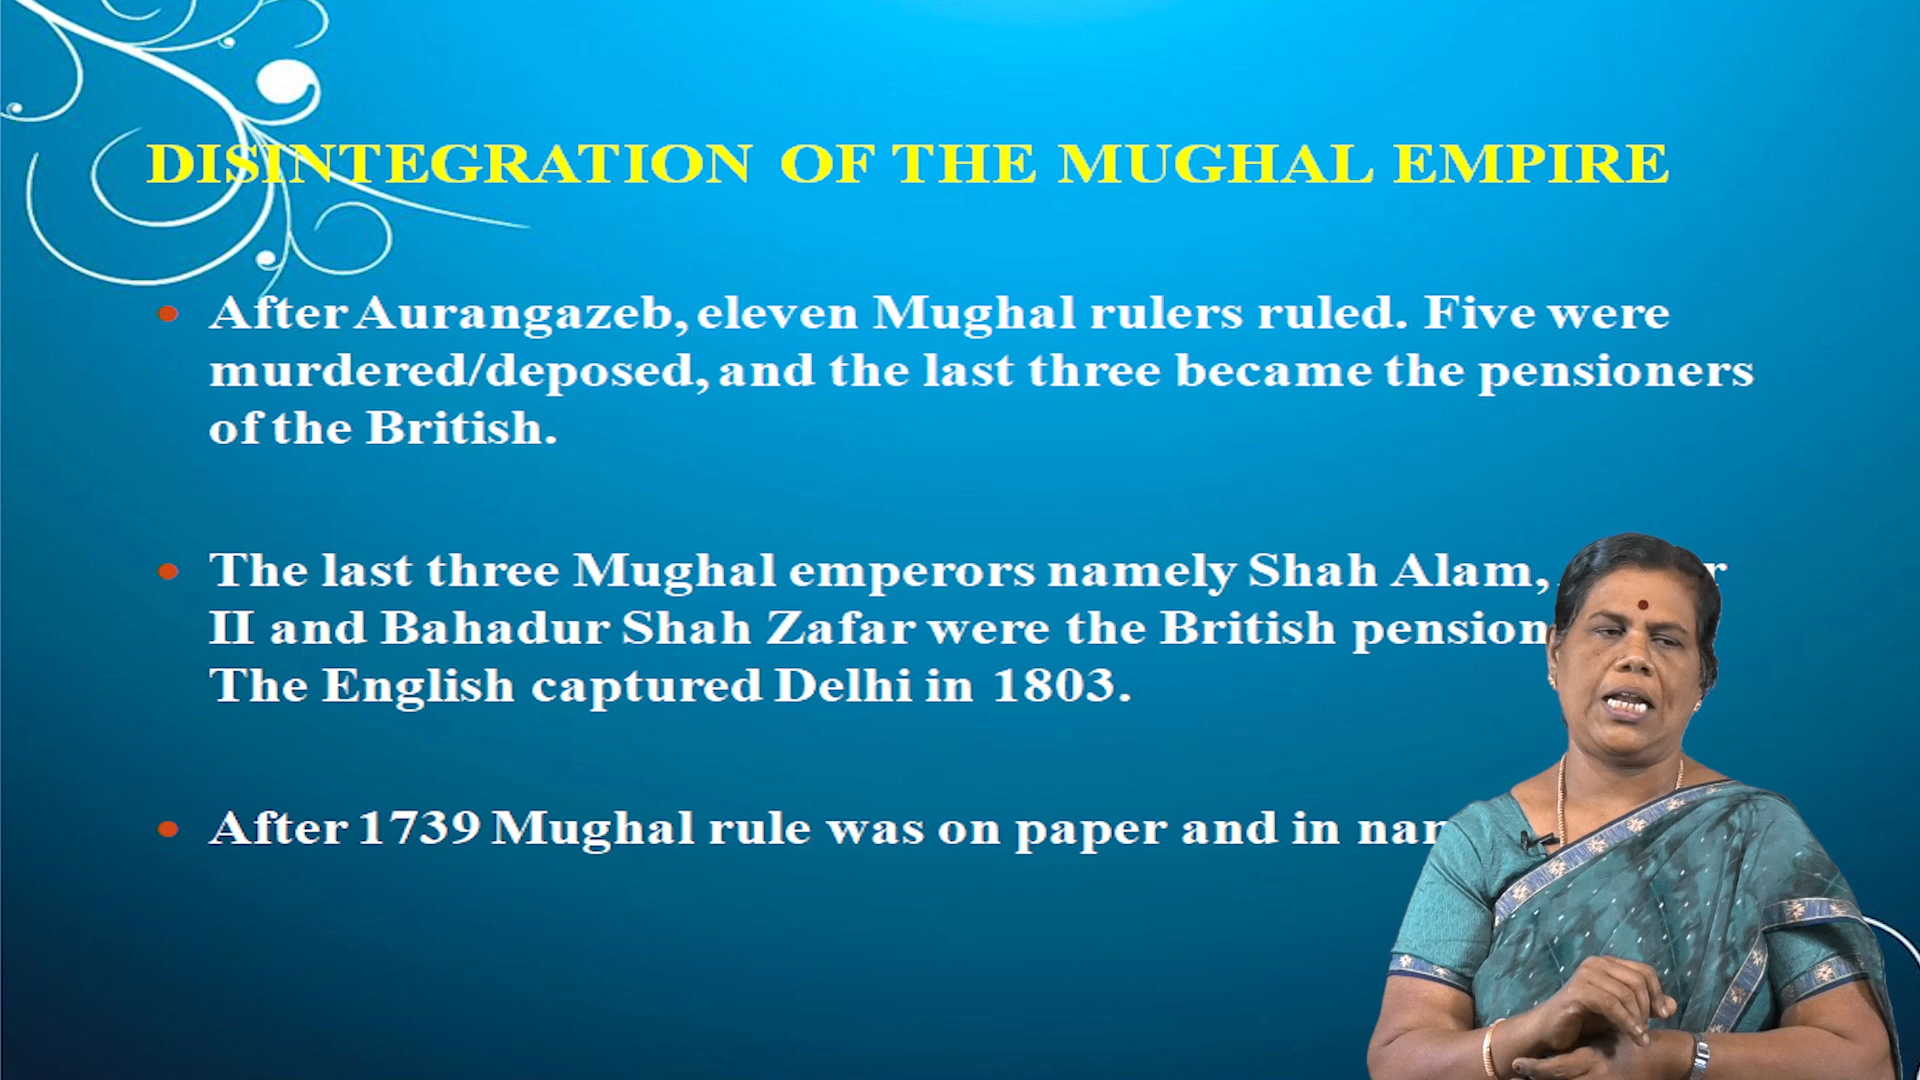 DISINTEGRATION OF THE MUGHAL EMPIRE
After Aurangazeb, eleven Mughal rulers ruled. Five were
murdered/deposed, and the last three became the pensioners
of the British.
The last three Mughal emperors namely Shah Alam,
II and Bahadur Shah Zafar were the British
The English captured Delhi in 1803.
After 1739 Mughal rule was on paper and in